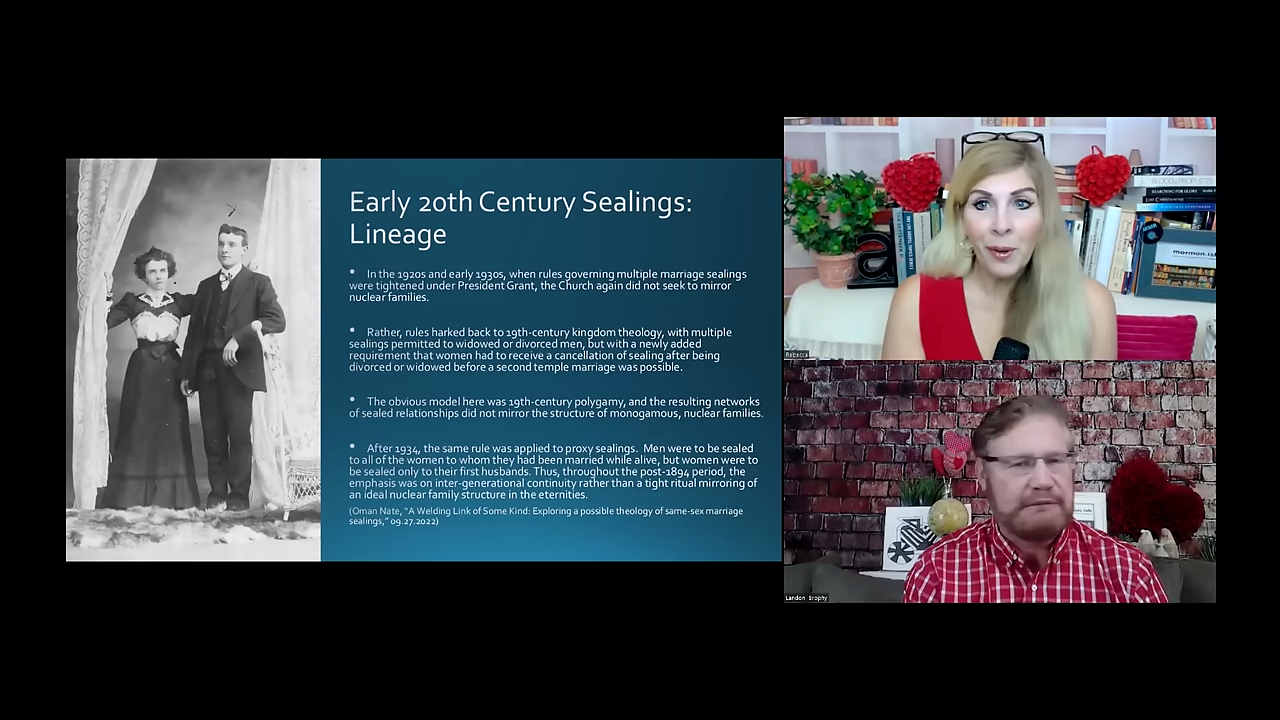 Early 20th Century Sealings:
Lineage
• In the 1920s and early 1930s, when rules governing multiple marriage sealings
were tightened under President Grant, the Church again did not seek to mirror
nuclear families.
• Rather, rules harked back to 19th-century kingdom theology, with multiple
sealings permitted to widowed or divorced men, but with a newly added
requirement that women had to receive a cancellation of sealing after being
divorced or widowed before a second temple marriage was possible.
• The obvious model here was 19th-century polygamy, and the resulting networks
of sealed relationships did not mirror the structure of monogamous, nuclear families.
• After 1934, the same rule was applied to proxy sealings. Men were to be sealed
to all of the women to whom they had been married while alive, but women were to
be sealed only to their first husbands. Thus, throughout the post-1894 period, the
emphasis was on inter-generational continuity rather than a tight ritual mirroring of
an ideal nuclear family structure in the eternities.
(Oman Nate, "A Welding Link of Some Kind: Exploring a possible theology of same-sex marriage
sealings," 09.27.2022)
SEARCHING FOR GLORY
mormon.ish
a
Rebecca
Landon Brophy